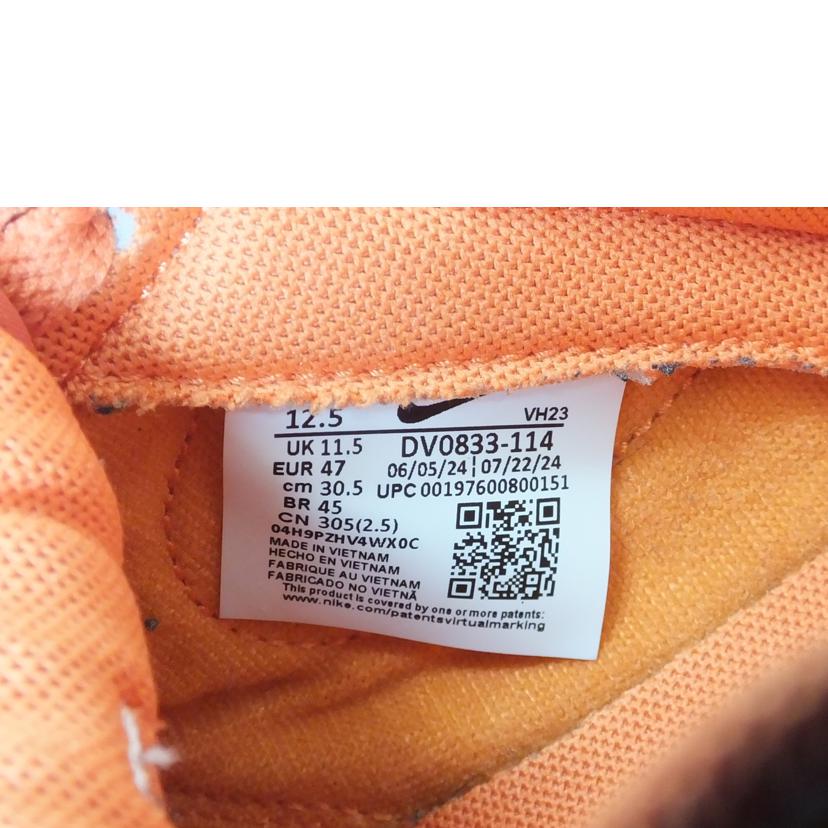 12.5 VH23
UK 11.5 DV0833-114
EUR 47 06/05/24 | 07/22/24
cm 30.5 UPC 00197600800151
BR 45
CN 305(2.5)
04H9PZHV4WX0C
MADE IN VIETNAM
HECHO EN VIETNAM
FABRIQUE AU VIETNAM
FABRICADO NO VIETNÃ
This product is covered by one or more patents:
www.nike.com/patentsvirtualmarking